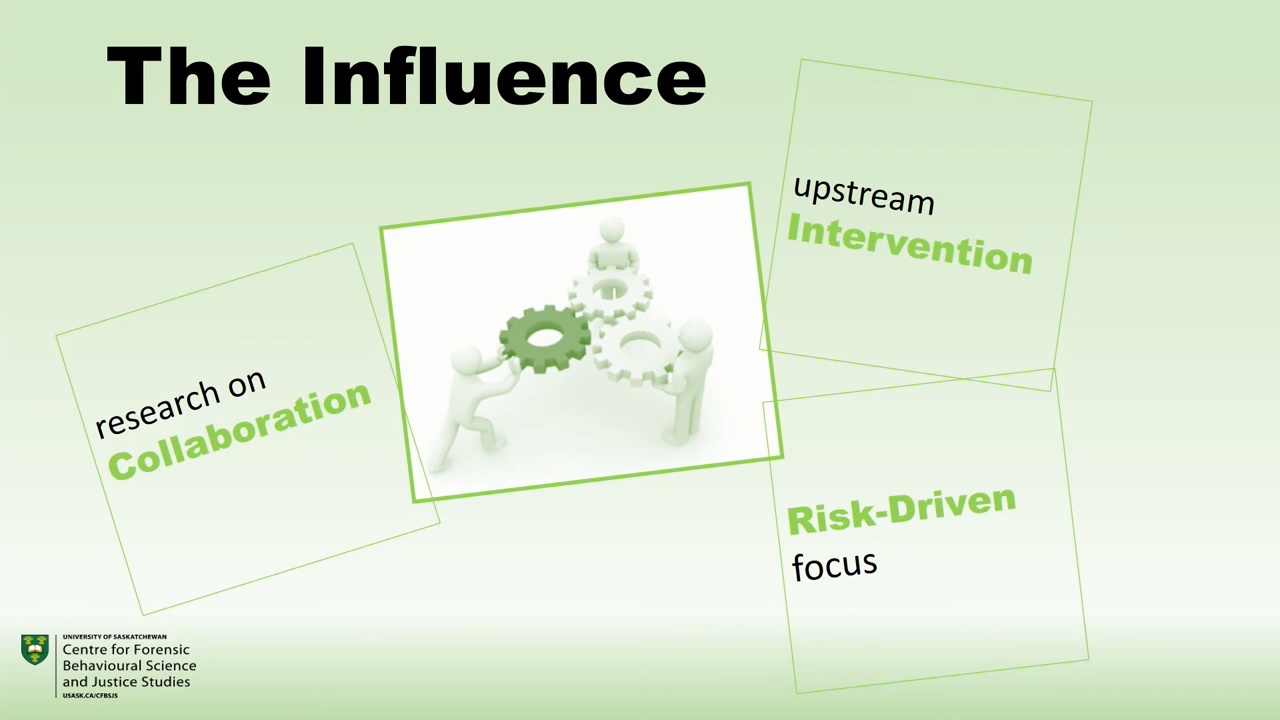 The Influence
upstream
Intervention
research on
Collaboration
Risk-Driven
focus
UNIVERSITY OF SASKATCHEWAN
Centre for Forensic
Behavioural Science
and Justice Studies
USASK.CA/CFBSJS